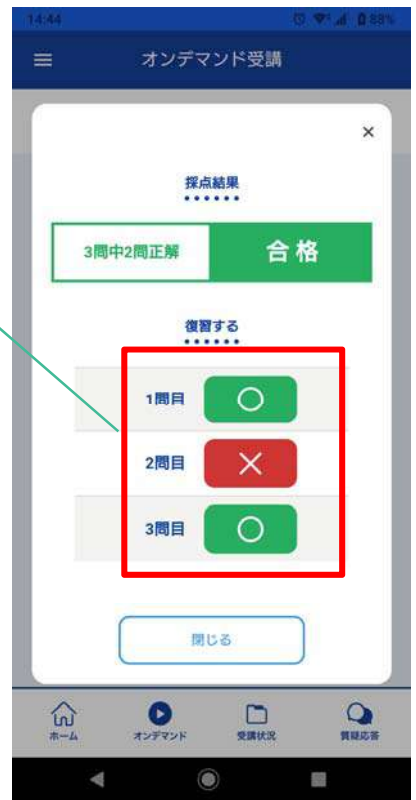 14:44 88%
オンデマンド受講
×
採点結果
3問中2問正解 合格
復習する
1問目 ○
2問目 ×
3問目 ○
閉じる
ホーム オンデマンド 受講状況 質疑応答